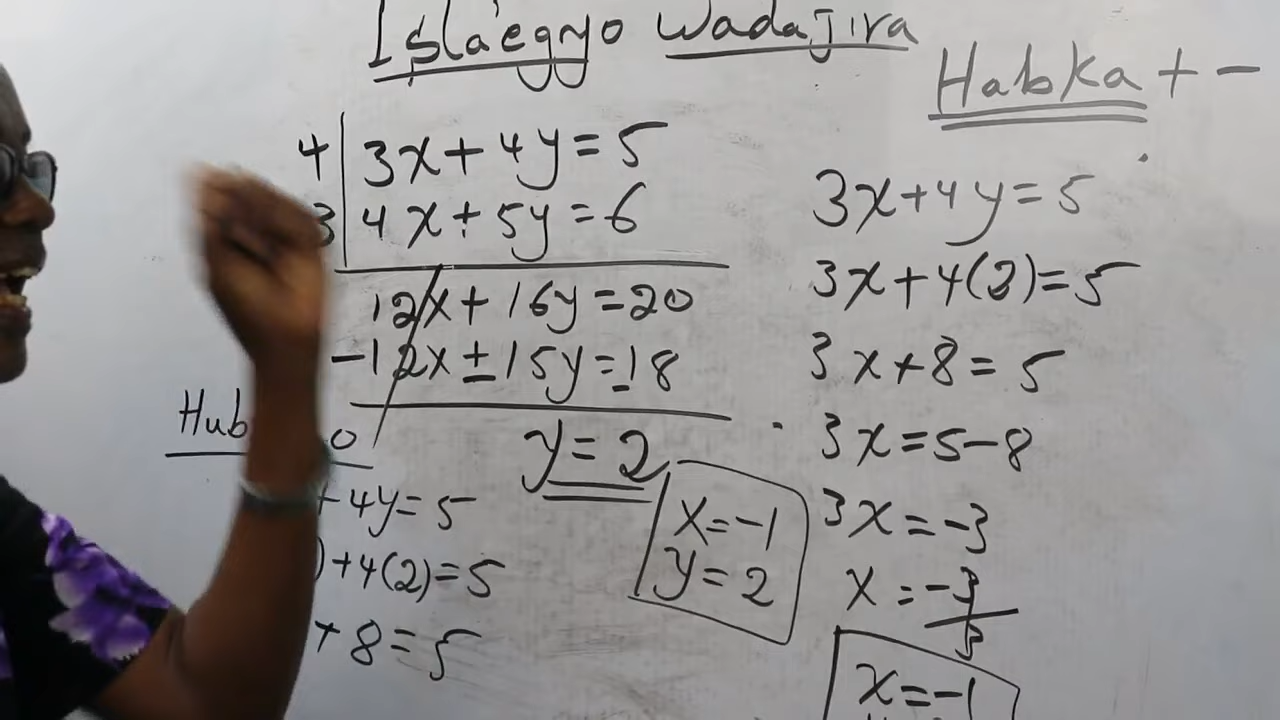 Isla'egyo Wadajira
Habka + -
4 | 3x + 4y = 5
3 | 4x + 5y = 6
12x + 16y = 20
-12x ± 15y = 18
y = 2
x = -1
y = 2
+ 4y = 5
) + 4(2) = 5
+ 8 = 5
3x + 4y = 5
3x + 4(2) = 5
3x + 8 = 5
3x = 5 - 8
3x = -3
x = -3/3
x = -1